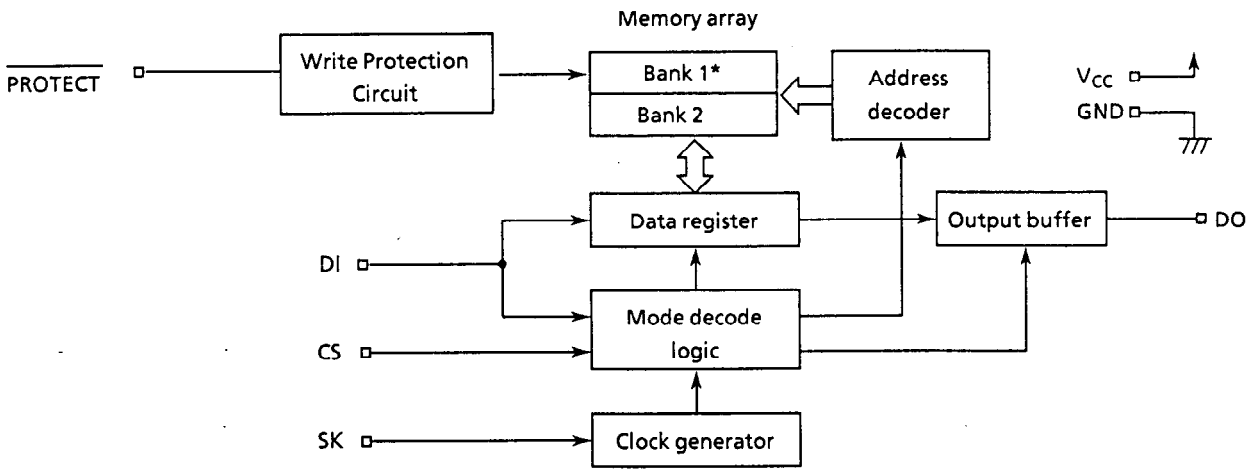 Memory array
PROTECT
Write Protection
Circuit
Bank 1*
Bank 2
Address
decoder
VCC
GND
Data register
Output buffer
DO
DI
Mode decode
logic
CS
SK
Clock generator